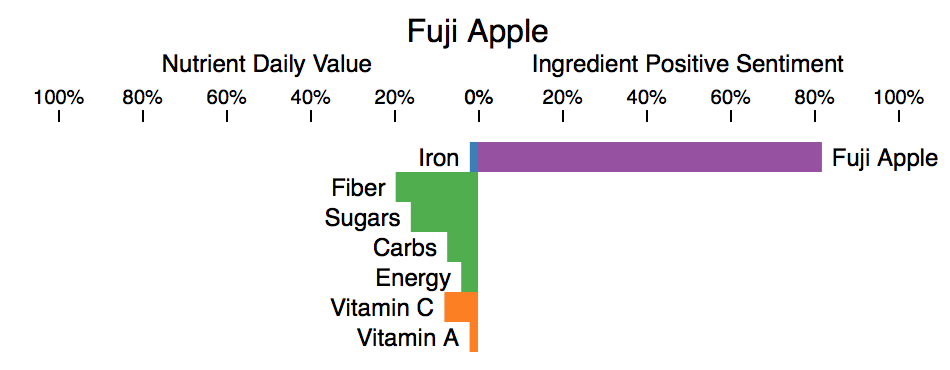 Fuji Apple
Nutrient Daily Value Ingredient Positive Sentiment
100% 80% 60% 40% 20% 0% 20% 40% 60% 80% 100%
Iron Fuji Apple
Fiber
Sugars
Carbs
Energy
Vitamin C
Vitamin A